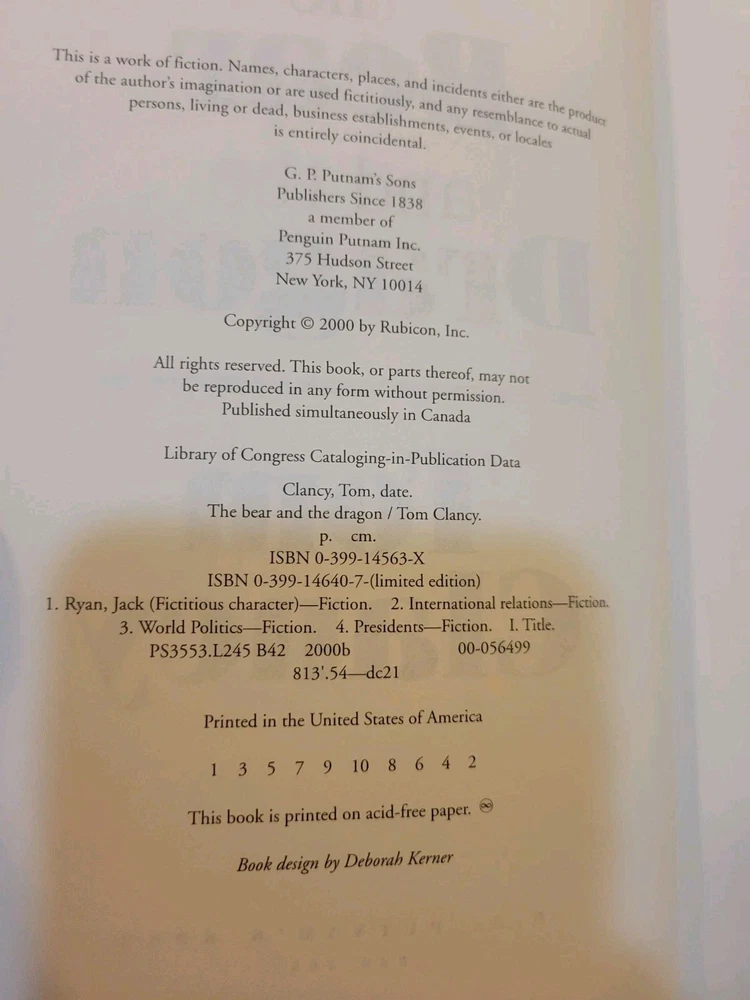 This is a work of fiction. Names, characters, places, and incidents either are the product
of the author's imagination or are used fictitiously, and any resemblance to actual
persons, living or dead, business establishments, events, or locales
is entirely coincidental.
G. P. Putnam's Sons
Publishers Since 1838
a member of
Penguin Putnam Inc.
375 Hudson Street
New York, NY 10014
Copyright © 2000 by Rubicon, Inc.
All rights reserved. This book, or parts thereof, may not
be reproduced in any form without permission.
Published simultaneously in Canada
Library of Congress Cataloging-in-Publication Data
Clancy, Tom, date.
The bear and the dragon / Tom Clancy.
p. cm.
ISBN 0-399-14563-X
ISBN 0-399-14640-7-(limited edition)
1. Ryan, Jack (Fictitious character)—Fiction. 2. International relations—Fiction.
3. World Politics—Fiction. 4. Presidents—Fiction. I. Title.
PS3553.L245 B42 2000b 00-056499
813'.54—dc21
Printed in the United States of America
1 3 5 7 9 10 8 6 4 2
This book is printed on acid-free paper. ♾
Book design by Deborah Kerner